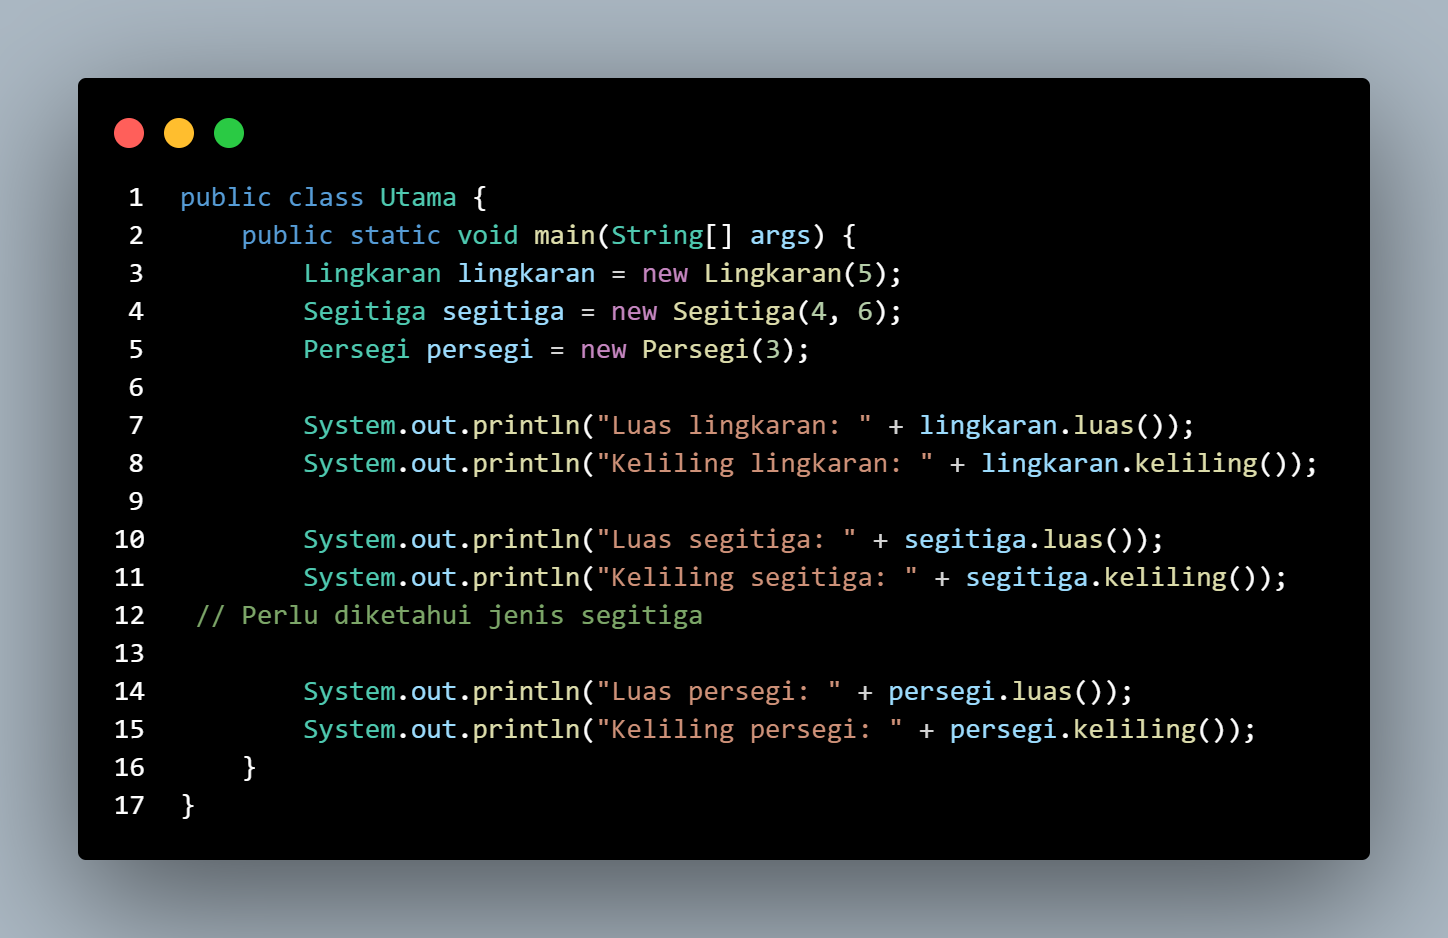 1 public class Utama {
2     public static void main(String[] args) {
3         Lingkaran lingkaran = new Lingkaran(5);
4         Segitiga segitiga = new Segitiga(4, 6);
5         Persegi persegi = new Persegi(3);
6
7         System.out.println("Luas lingkaran: " + lingkaran.luas());
8         System.out.println("Keliling lingkaran: " + lingkaran.keliling());
9
10         System.out.println("Luas segitiga: " + segitiga.luas());
11         System.out.println("Keliling segitiga: " + segitiga.keliling());
12  // Perlu diketahui jenis segitiga
13
14         System.out.println("Luas persegi: " + persegi.luas());
15         System.out.println("Keliling persegi: " + persegi.keliling());
16     }
17 }